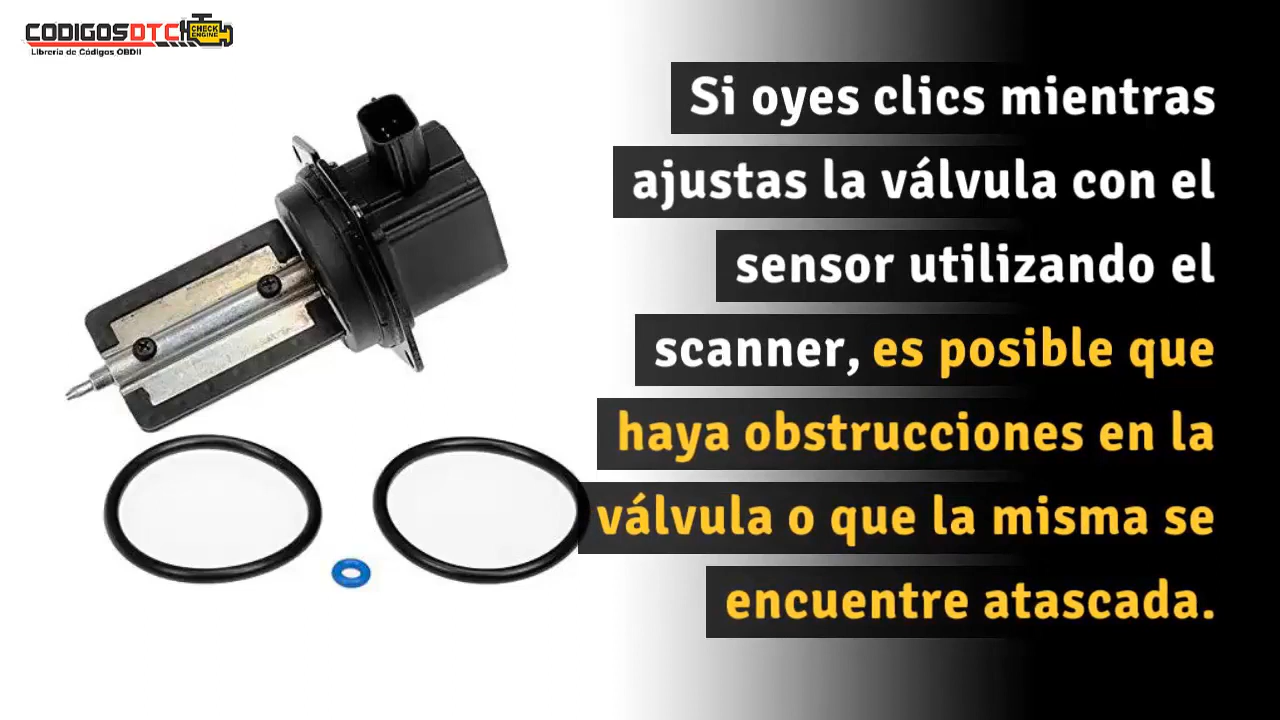 CODIGOSDTC
CHECK
ENGINE
Librería de Códigos OBDII
Si oyes clics mientras
ajustas la válvula con el
sensor utilizando el
scanner, es posible que
haya obstrucciones en la
válvula o que la misma se
encuentre atascada.